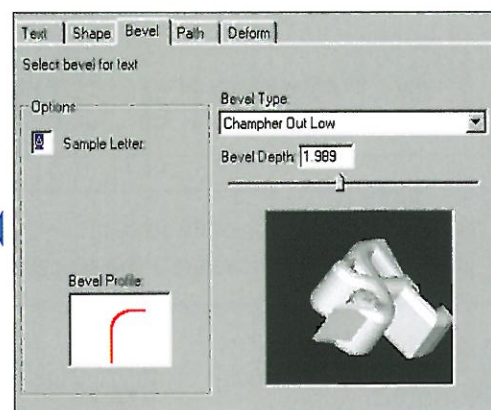 Text Shape Bevel Path Deform
Select bevel for text
Options
Sample Letter:
Bevel Profile:
Bevel Type:
Champher Out Low
Bevel Depth: 1.989